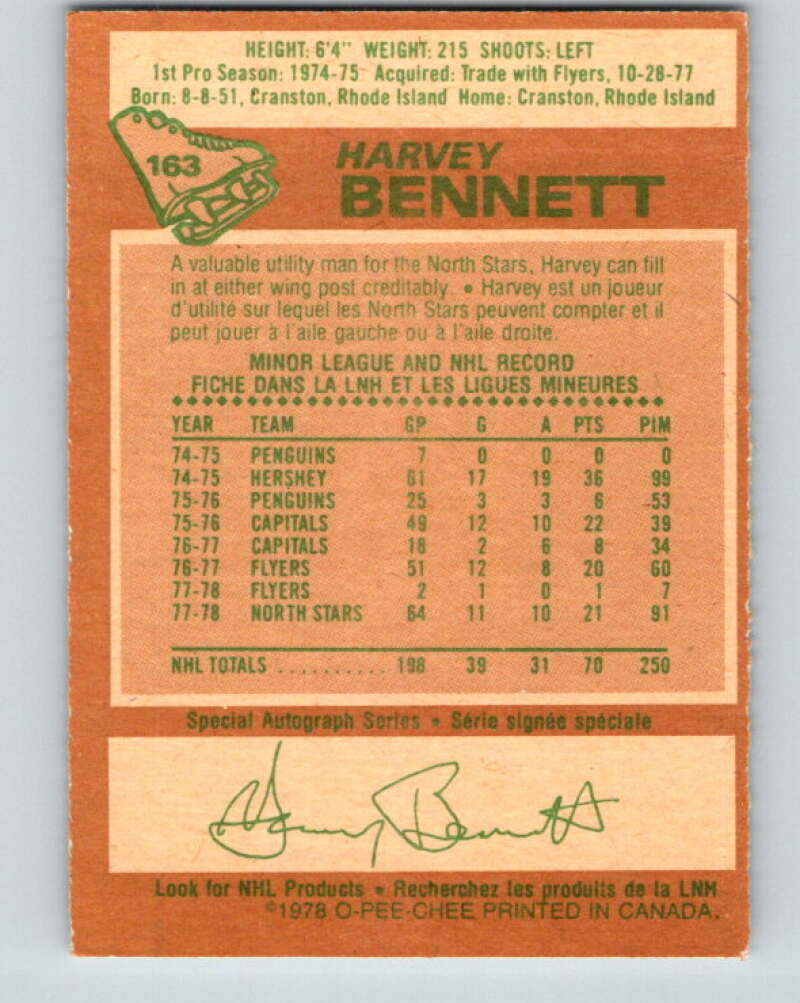 HEIGHT: 6'4" WEIGHT: 215 SHOOTS: LEFT
1st Pro Season: 1974-75 Acquired: Trade with Flyers, 10-28-77
Born: 8-8-51, Cranston, Rhode Island Home: Cranston, Rhode Island
163
HARVEY
BENNETT
A valuable utility man for the North Stars, Harvey can fill
in at either wing post creditably. • Harvey est un joueur
d'utilité sur lequel les North Stars peuvent compter et il
peut jouer à l'aile gauche ou à l'aile droite.
MINOR LEAGUE AND NHL RECORD
FICHE DANS LA LNH ET LES LIGUES MINEURES
YEAR TEAM GP G A PTS PIM
74-75 PENGUINS 7 0 0 0 0
74-75 HERSHEY 61 17 19 36 99
75-76 PENGUINS 25 3 3 6 53
75-76 CAPITALS 49 12 10 22 39
76-77 CAPITALS 18 2 6 8 34
76-77 FLYERS 51 12 8 20 60
77-78 FLYERS 2 1 0 1 7
77-78 NORTH STARS 64 11 10 21 91
NHL TOTALS .......... 198 39 31 70 250
Special Autograph Series • Série signée spéciale
Harvey Bennett
Look for NHL Products • Recherchez les produits de la LNH
©1978 O-PEE-CHEE PRINTED IN CANADA.